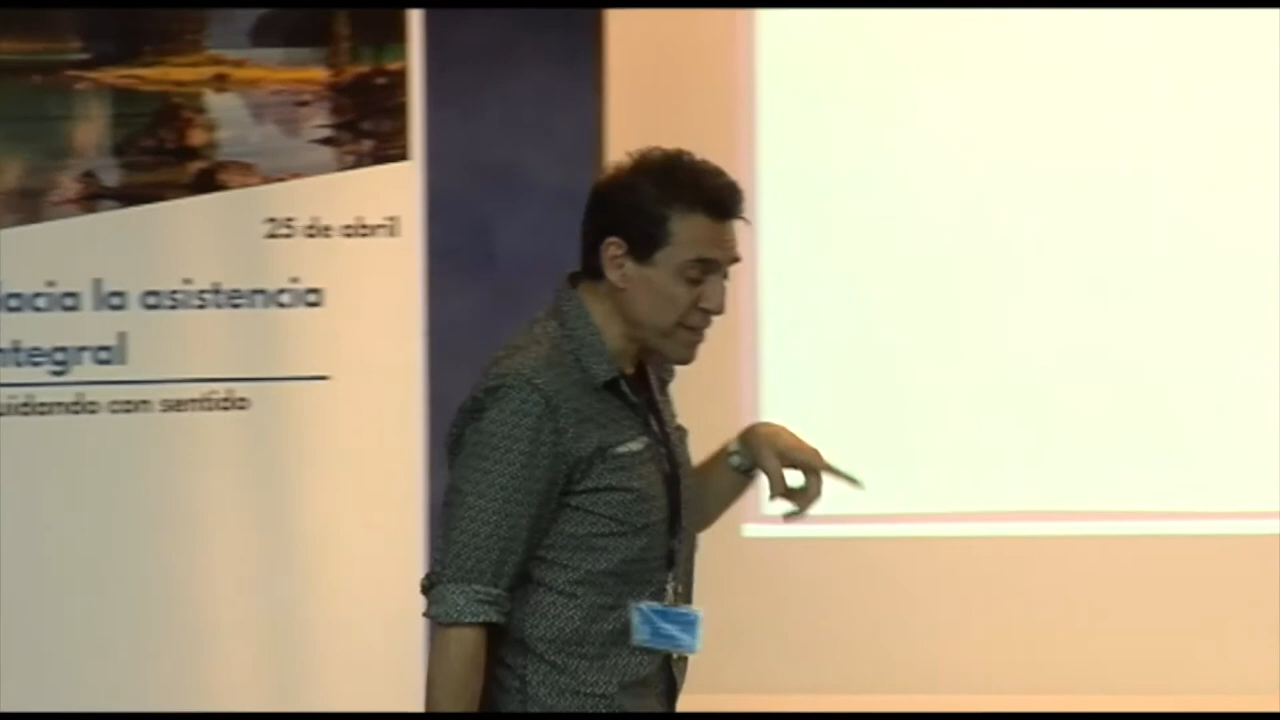 25 de abril
acia la asistencia
ntegral
uidando con sentido